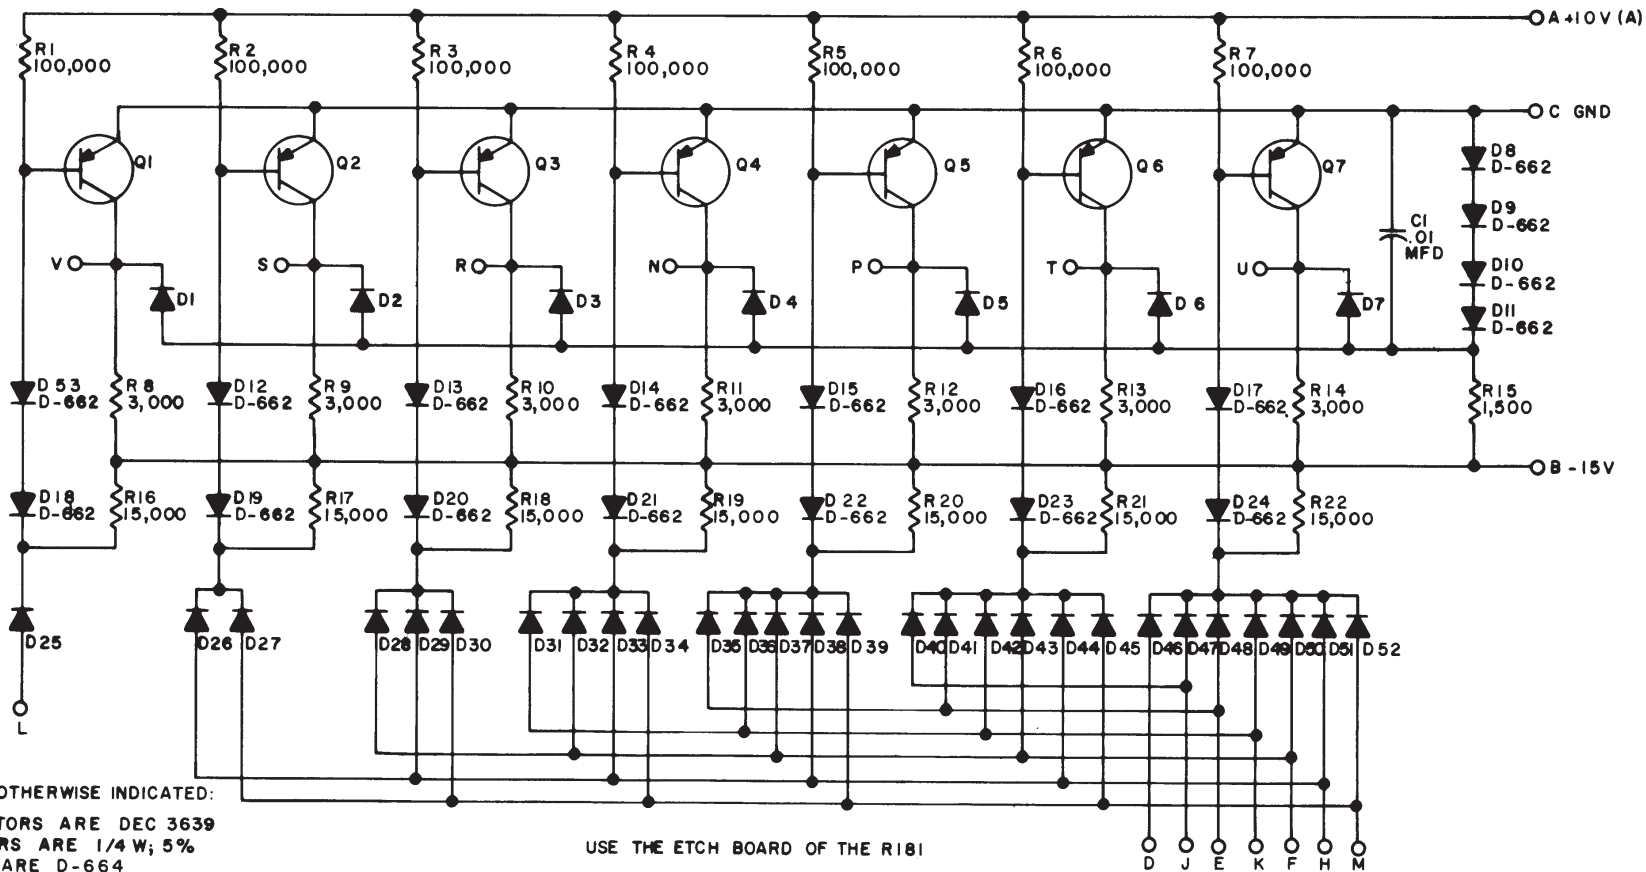 A +10V (A)
R1 100,000
R2 100,000
R3 100,000
R4 100,000
R5 100,000
R6 100,000
R7 100,000
C GND
Q1
Q2
Q3
Q4
Q5
Q6
Q7
C1 .01 MFD
D8 D-662
D9 D-662
D10 D-662
D11 D-662
V
S
R
N
P
T
U
D1
D2
D3
D4
D5
D6
D7
D53 D-662
R8 3,000
D12 D-662
R9 3,000
D13 D-662
R10 3,000
D14 D-662
R11 3,000
D15 D-662
R12 3,000
D16 D-662
R13 3,000
D17 D-662
R14 3,000
R15 1,500
B -15V
D18 D-662
R16 15,000
D19 D-662
R17 15,000
D20 D-662
R18 15,000
D21 D-662
R19 15,000
D22 D-662
R20 15,000
D23 D-662
R21 15,000
D24 D-662
R22 15,000
D25
D26 D27
D28 D29 D30
D31 D32 D33 D34
D35 D36 D37 D38 D39
D40 D41 D42 D43 D44 D45
D46 D47 D48 D49 D50 D51 D52
L
OTHERWISE INDICATED:
TORS ARE DEC 3639
RS ARE 1/4 W; 5%
ARE D-664
USE THE ETCH BOARD OF THE R181
D J E K F H M